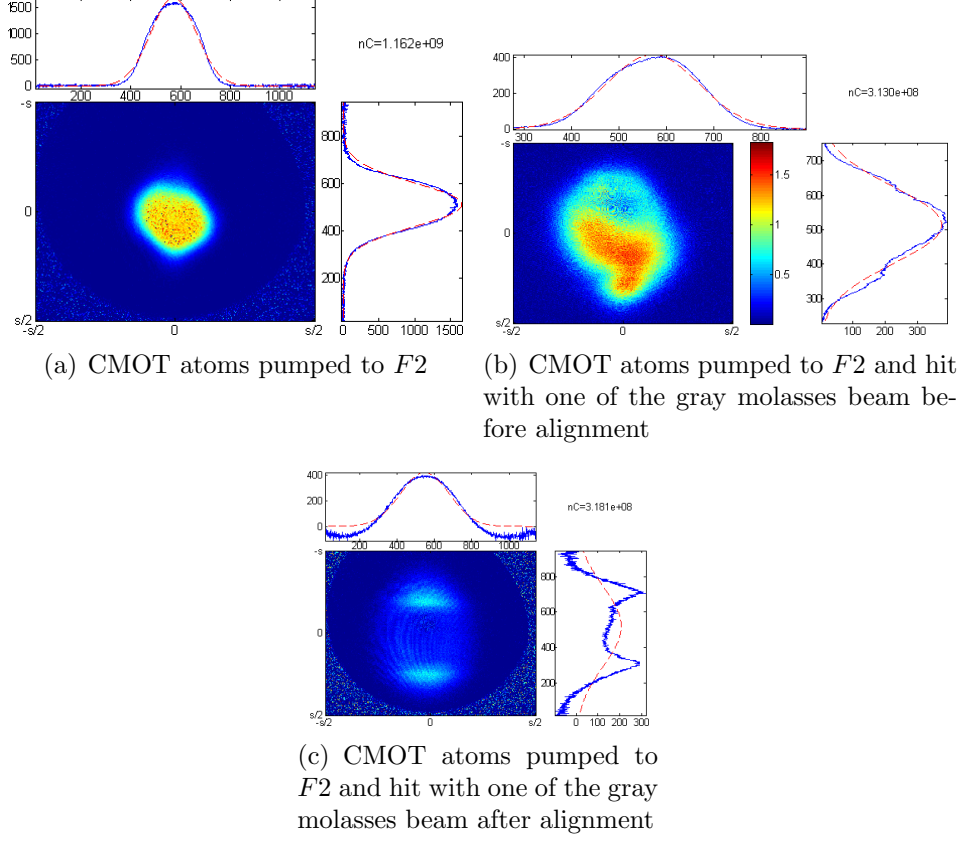 1500
1000
500
0
200 400 600 800 1000
nC=1.162e+09
-s
0
s/2
-s/2 0 s/2
800
600
400
200
0 500 1000 1500
(a) CMOT atoms pumped to F2
400
200
0
300 400 500 600 700 800
nC=3.130e+08
-s
0
s/2
-s/2 0 s/2
1.5
1
0.5
700
600
500
400
300
100 200 300
(b) CMOT atoms pumped to F2 and hit
with one of the gray molasses beam be-
fore alignment
400
200
0
200 400 600 800 1000
nC=3.181e+08
-s
0
s/2
-s/2 0 s/2
800
600
400
200
0 100 200 300
(c) CMOT atoms pumped to
F2 and hit with one of the gray
molasses beam after alignment